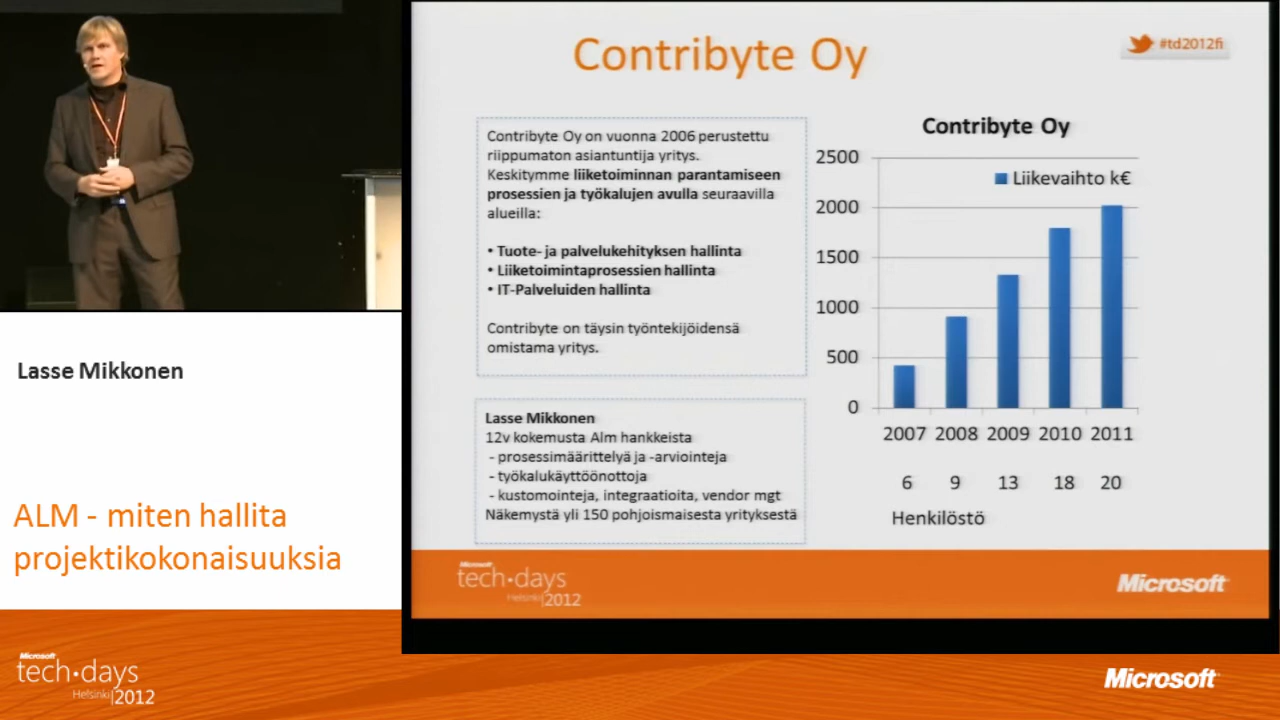 Contribyte Oy
#td2012fi
Contribyte Oy on vuonna 2006 perustettu
riippumaton asiantuntija yritys.
Keskitymme liiketoiminnan parantamiseen
prosessien ja työkalujen avulla seuraavilla
alueilla:
• Tuote- ja palvelukehityksen hallinta
• Liiketoimintaprosessien hallinta
• IT-Palveluiden hallinta
Contribyte on täysin työntekijöidensä
omistama yritys.
Lasse Mikkonen
12v kokemusta Alm hankkeista
- prosessimäärittelyä ja -arviointeja
- työkalukäyttöönottoja
- kustomointeja, integraatioita, vendor mgt
Näkemystä yli 150 pohjoismaisesta yrityksestä
Contribyte Oy
Liikevaihto k€
2500
2000
1500
1000
500
0
2007 2008 2009 2010 2011
6 9 13 18 20
Henkilöstö
Microsoft
tech·days
Helsinki|2012
Microsoft
Lasse Mikkonen
ALM - miten hallita
projektikokonaisuuksia
Microsoft
tech·days
Helsinki|2012
Microsoft